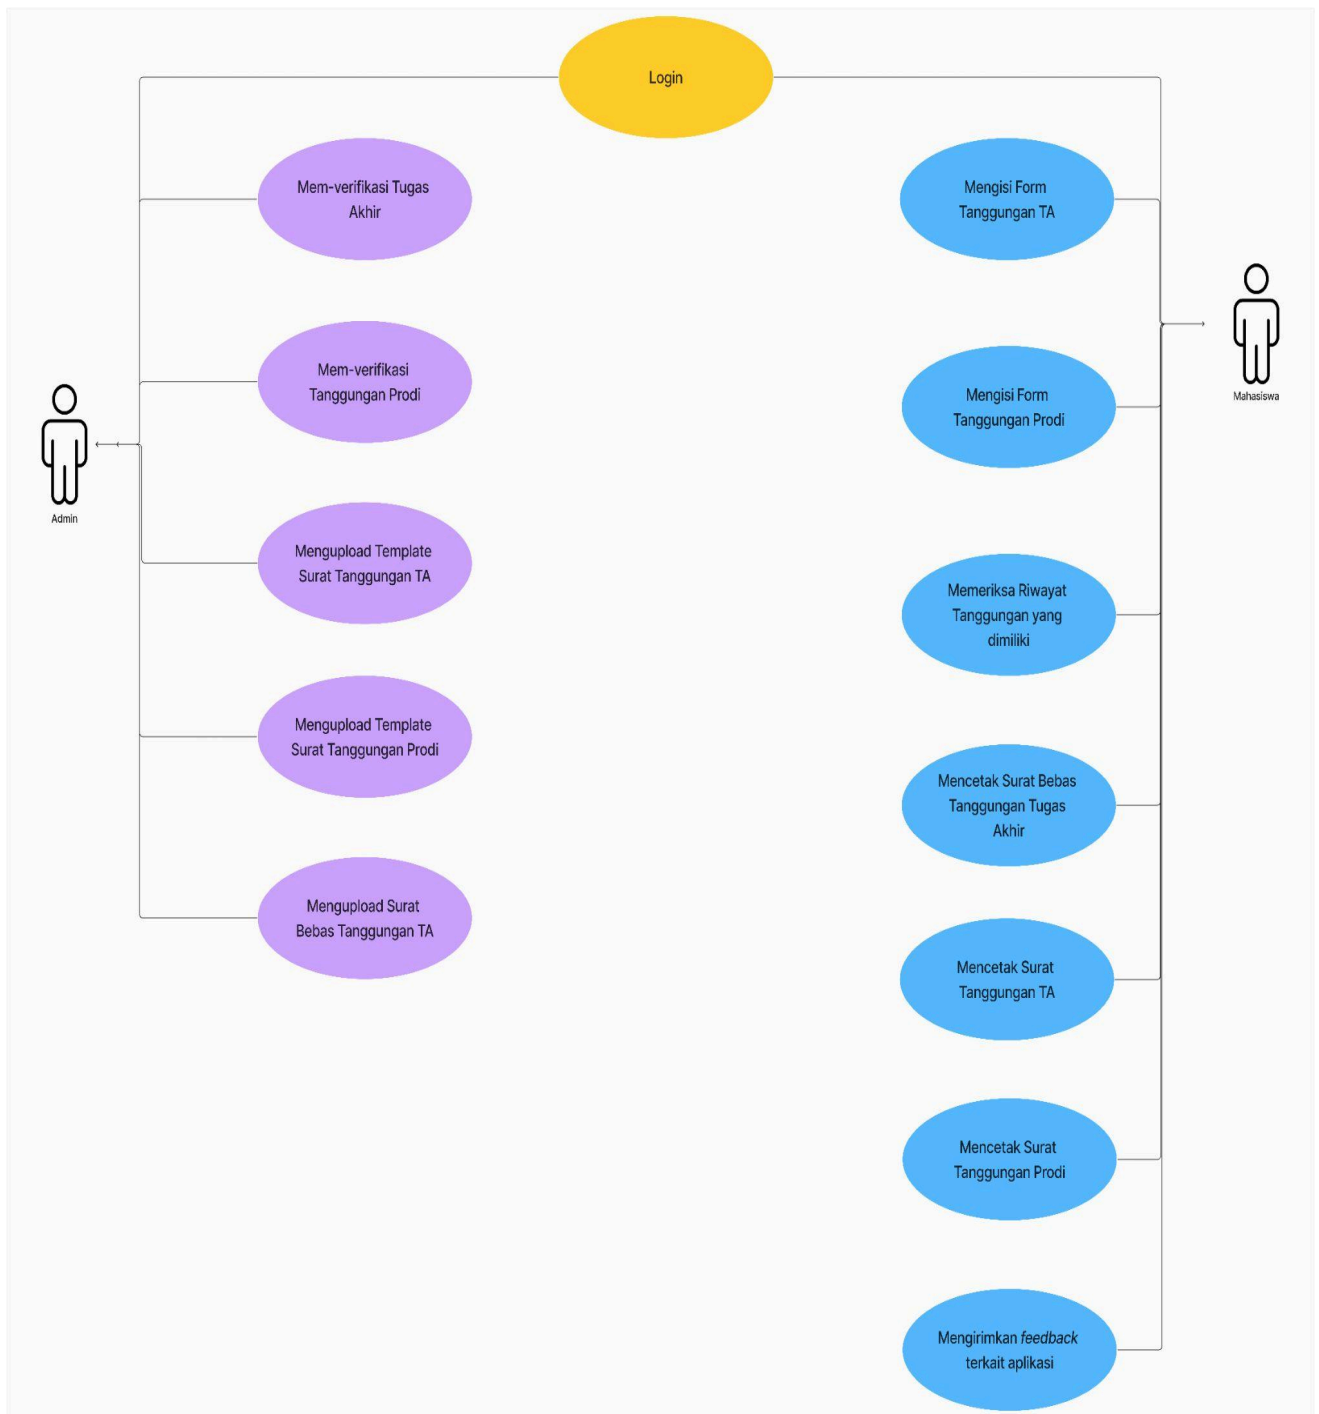 Login
Mem-verifikasi Tugas
Akhir
Mem-verifikasi
Tanggungan Prodi
Mengupload Template
Surat Tanggungan TA
Mengupload Template
Surat Tanggungan Prodi
Mengupload Surat
Bebas Tanggungan TA
Admin
Mengisi Form
Tanggungan TA
Mengisi Form
Tanggungan Prodi
Memeriksa Riwayat
Tanggungan yang
dimiliki
Mencetak Surat Bebas
Tanggungan Tugas
Akhir
Mencetak Surat
Tanggungan TA
Mencetak Surat
Tanggungan Prodi
Mengirimkan feedback
terkait aplikasi
Mahasiswa